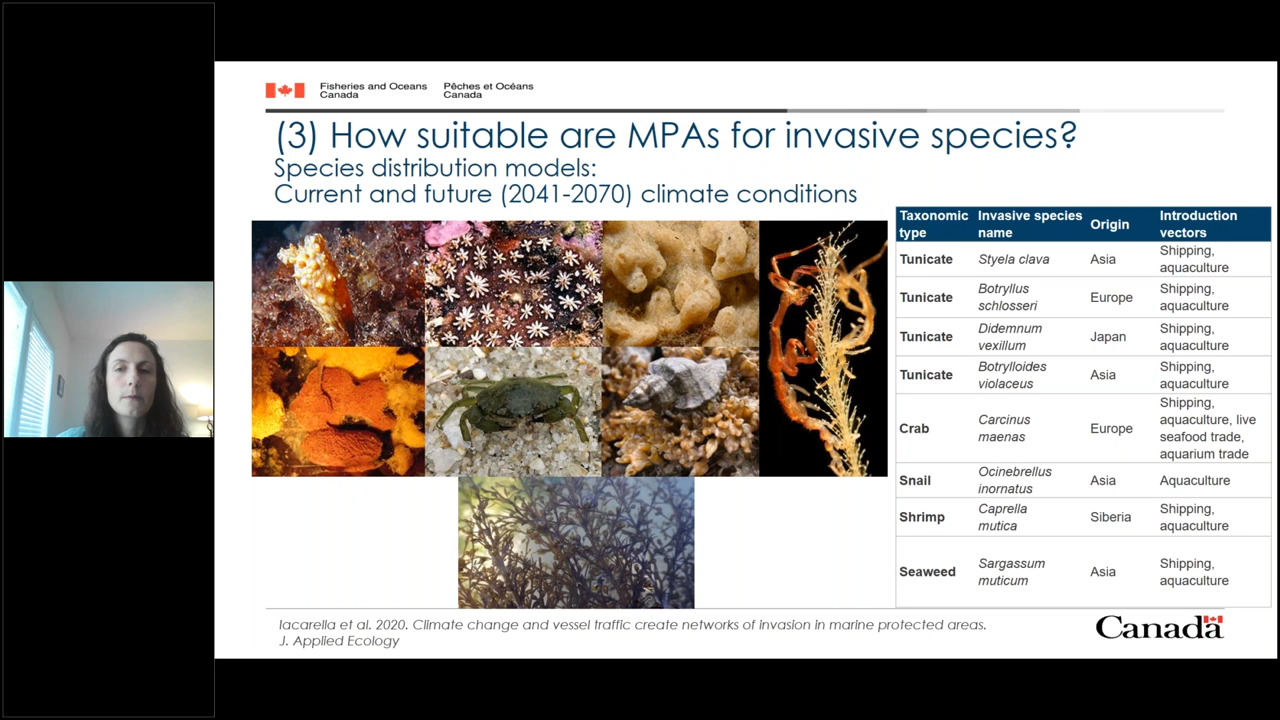 Fisheries and Oceans
Canada
Pêches et Océans
Canada
(3) How suitable are MPAs for invasive species?
Species distribution models:
Current and future (2041-2070) climate conditions
Taxonomic type Invasive species name Origin Introduction vectors
Tunicate Styela clava Asia Shipping, aquaculture
Tunicate Botryllus schlosseri Europe Shipping, aquaculture
Tunicate Didemnum vexillum Japan Shipping, aquaculture
Tunicate Botrylloides violaceus Asia Shipping, aquaculture
Crab Carcinus maenas Europe Shipping, aquaculture, live seafood trade, aquarium trade
Snail Ocinebrellus inornatus Asia Aquaculture
Shrimp Caprella mutica Siberia Shipping, aquaculture
Seaweed Sargassum muticum Asia Shipping, aquaculture
Iacarella et al. 2020. Climate change and vessel traffic create networks of invasion in marine protected areas.
J. Applied Ecology
Canada